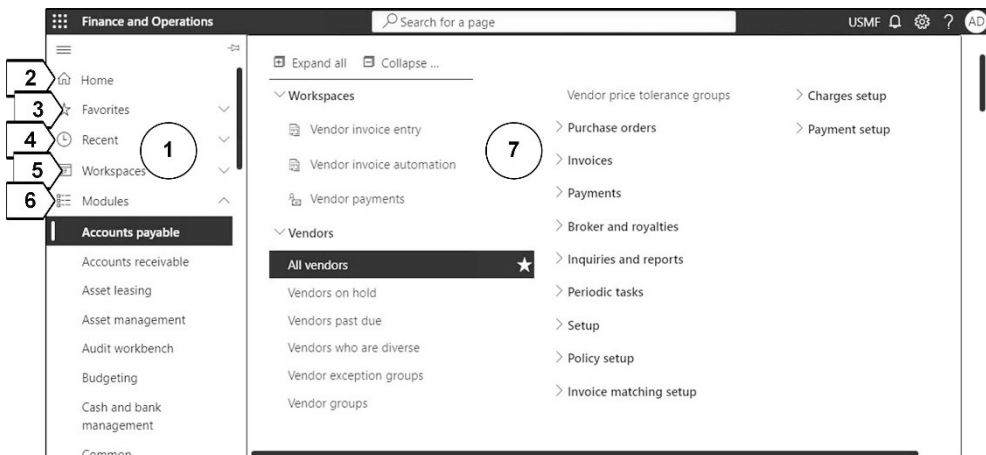 Finance and Operations
Search for a page
USMF
?
AD
2
Home
3
Favorites
4
Recent
1
5
Workspaces
6
Modules
Accounts payable
Accounts receivable
Asset leasing
Asset management
Audit workbench
Budgeting
Cash and bank
management
Common
Expand all
Collapse ...
Workspaces
Vendor invoice entry
Vendor invoice automation
Vendor payments
Vendors
All vendors
Vendors on hold
Vendors past due
Vendors who are diverse
Vendor exception groups
Vendor groups
7
Vendor price tolerance groups
Purchase orders
Invoices
Payments
Broker and royalties
Inquiries and reports
Periodic tasks
Setup
Policy setup
Invoice matching setup
Charges setup
Payment setup